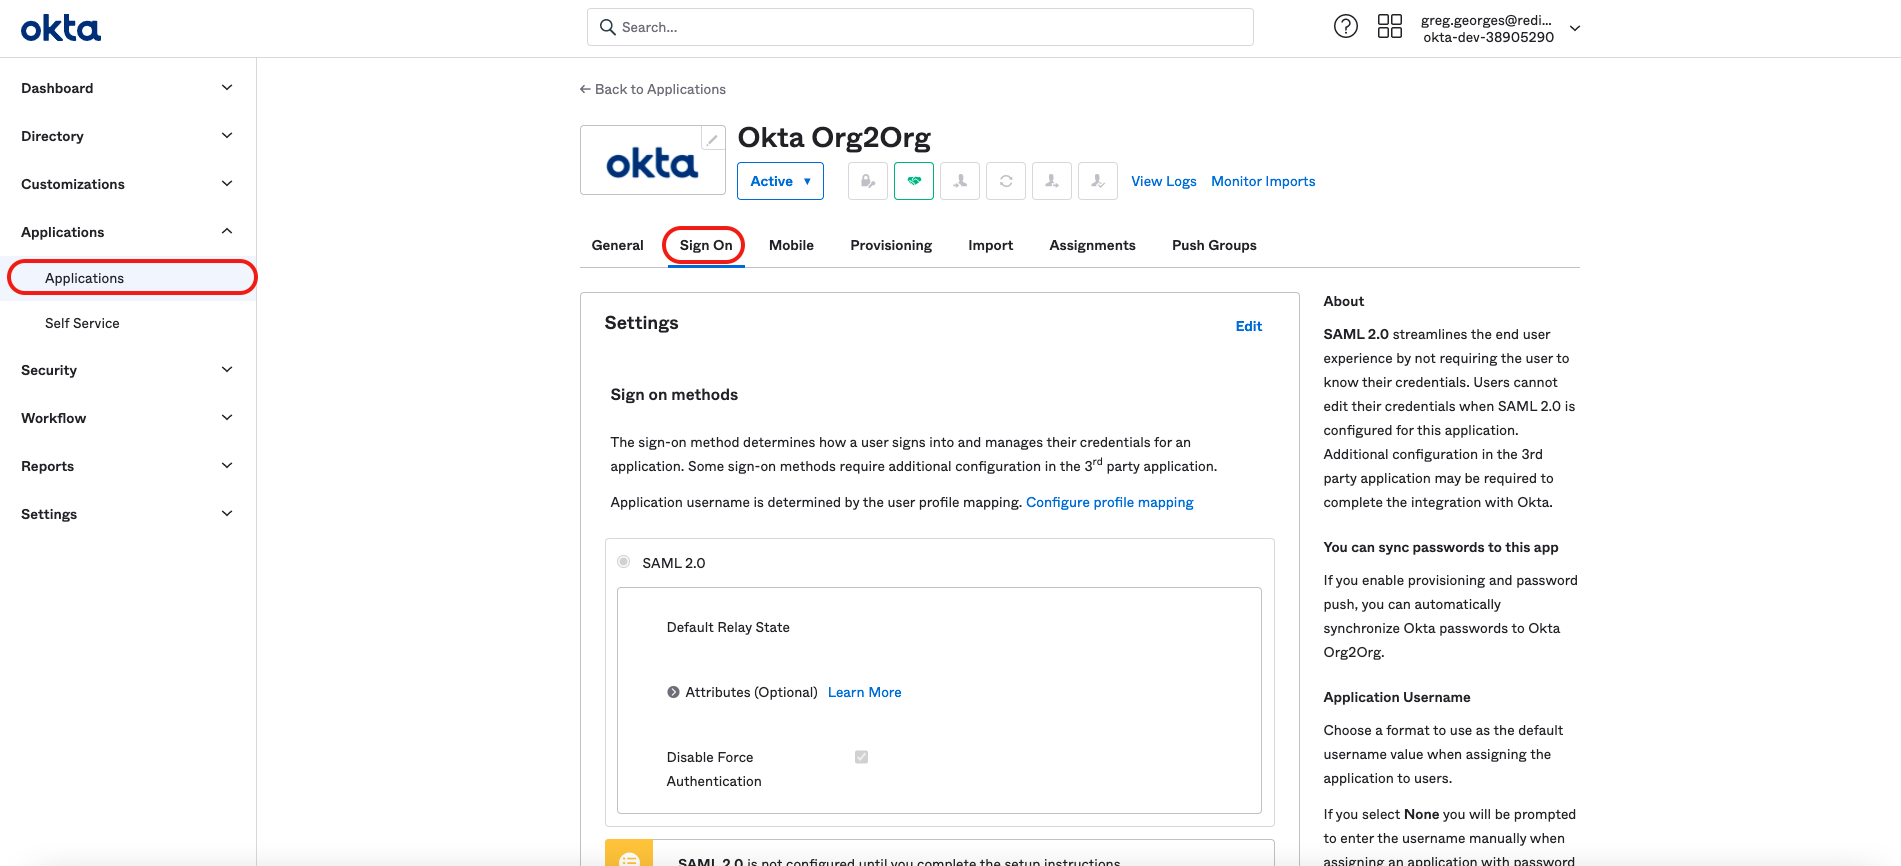 okta
Search...
greg.georges@redi...
okta-dev-38905290
Dashboard
Directory
Customizations
Applications
Applications
Self Service
Security
Workflow
Reports
Settings
← Back to Applications
okta
Okta Org2Org
Active
View Logs
Monitor Imports
General
Sign On
Mobile
Provisioning
Import
Assignments
Push Groups
Settings
Edit
Sign on methods
The sign-on method determines how a user signs into and manages their credentials for an
application. Some sign-on methods require additional configuration in the 3rd party application.
Application username is determined by the user profile mapping. Configure profile mapping
SAML 2.0
Default Relay State
Attributes (Optional) Learn More
Disable Force
Authentication
SAML 2.0 is not configured until you complete the setup instructions
About
SAML 2.0 streamlines the end user
experience by not requiring the user to
know their credentials. Users cannot
edit their credentials when SAML 2.0 is
configured for this application.
Additional configuration in the 3rd
party application may be required to
complete the integration with Okta.
You can sync passwords to this app
If you enable provisioning and password
push, you can automatically
synchronize Okta passwords to Okta
Org2Org.
Application Username
Choose a format to use as the default
username value when assigning the
application to users.
If you select None you will be prompted
to enter the username manually when
assigning an application with password